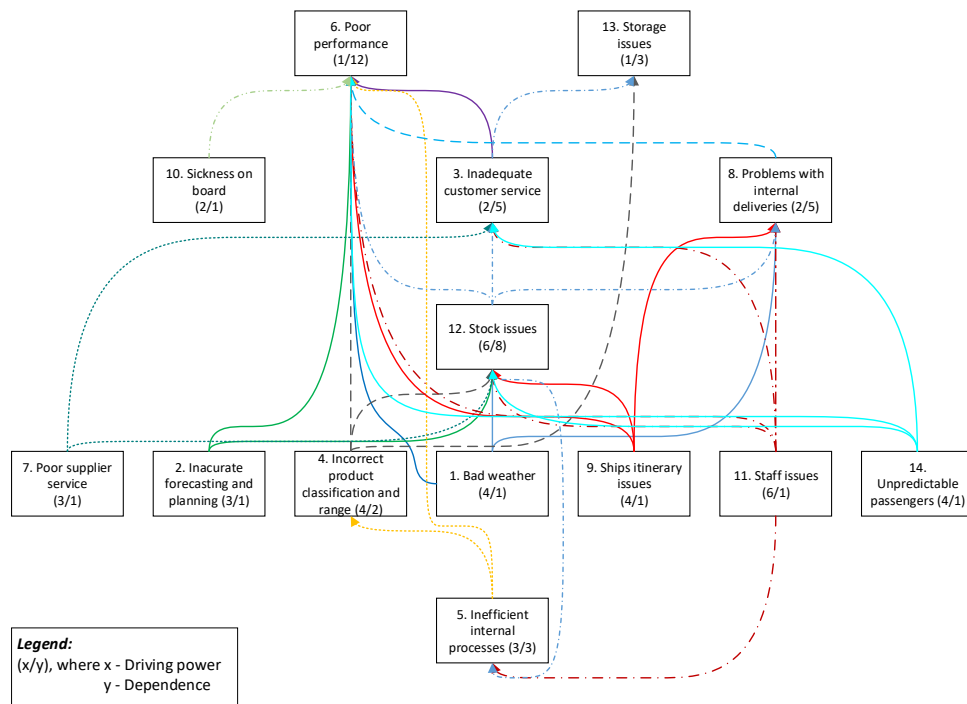 6. Poor
performance
(1/12)
13. Storage
issues
(1/3)
10. Sickness on
board
(2/1)
3. Inadequate
customer service
(2/5)
8. Problems with
internal
deliveries (2/5)
12. Stock issues
(6/8)
7. Poor supplier
service
(3/1)
2. Inacurate
forecasting and
planning (3/1)
4. Incorrect
product
classification and
range (4/2)
1. Bad weather
(4/1)
9. Ships itinerary
issues
(4/1)
11. Staff issues
(6/1)
14.
Unpredictable
passengers (4/1)
5. Inefficient
internal
processes (3/3)
Legend:
(x/y), where x - Driving power
y - Dependence